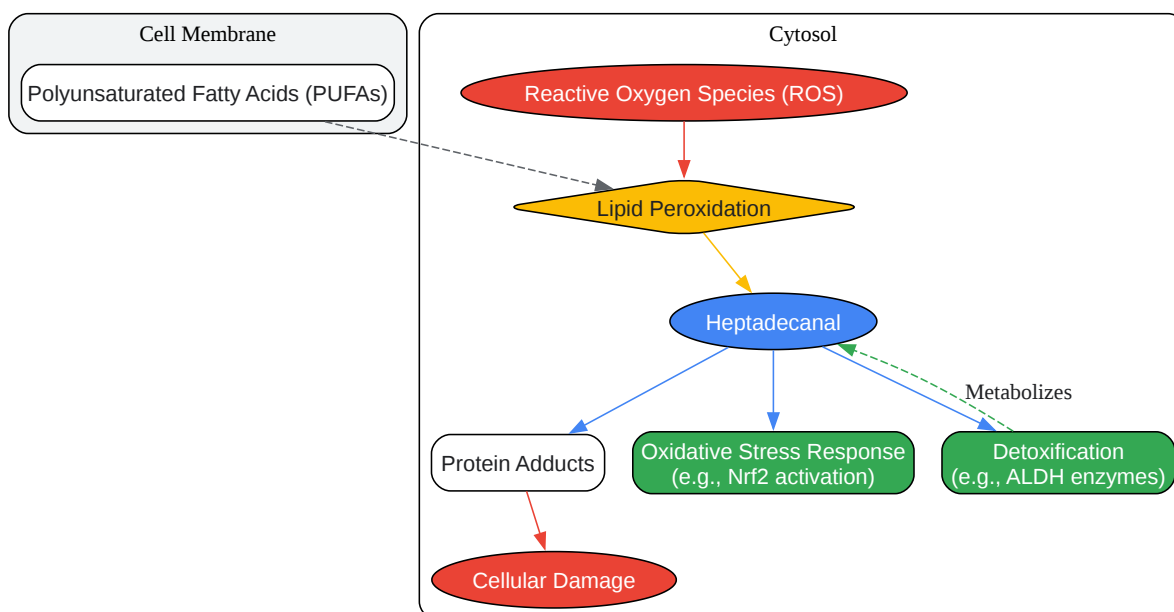 Cell Membrane
Polyunsaturated Fatty Acids (PUFAs)
Cytosol
Reactive Oxygen Species (ROS)
Lipid Peroxidation
Heptadecanal
Metabolizes
Protein Adducts
Oxidative Stress Response
(e.g., Nrf2 activation)
Detoxification
(e.g., ALDH enzymes)
Cellular Damage